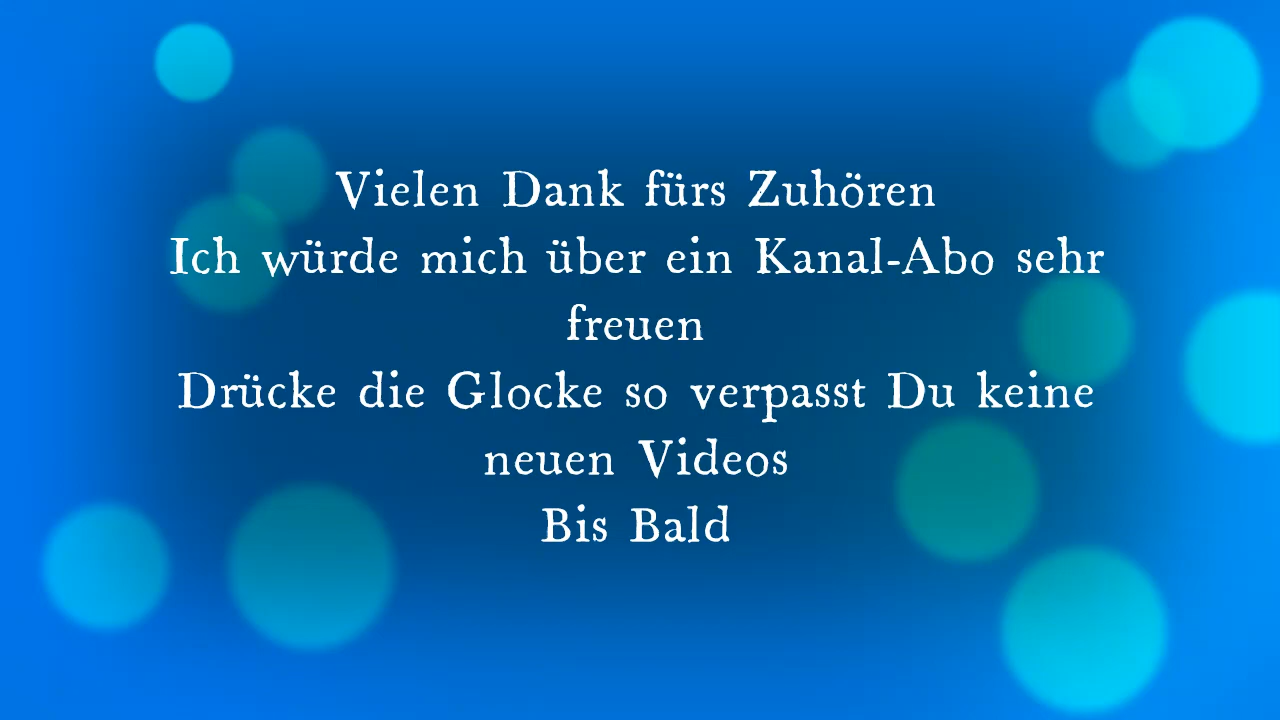 Vielen Dank fürs Zuhören
Ich würde mich über ein Kanal-Abo sehr
freuen
Drücke die Glocke so verpasst Du keine
neuen Videos
Bis Bald